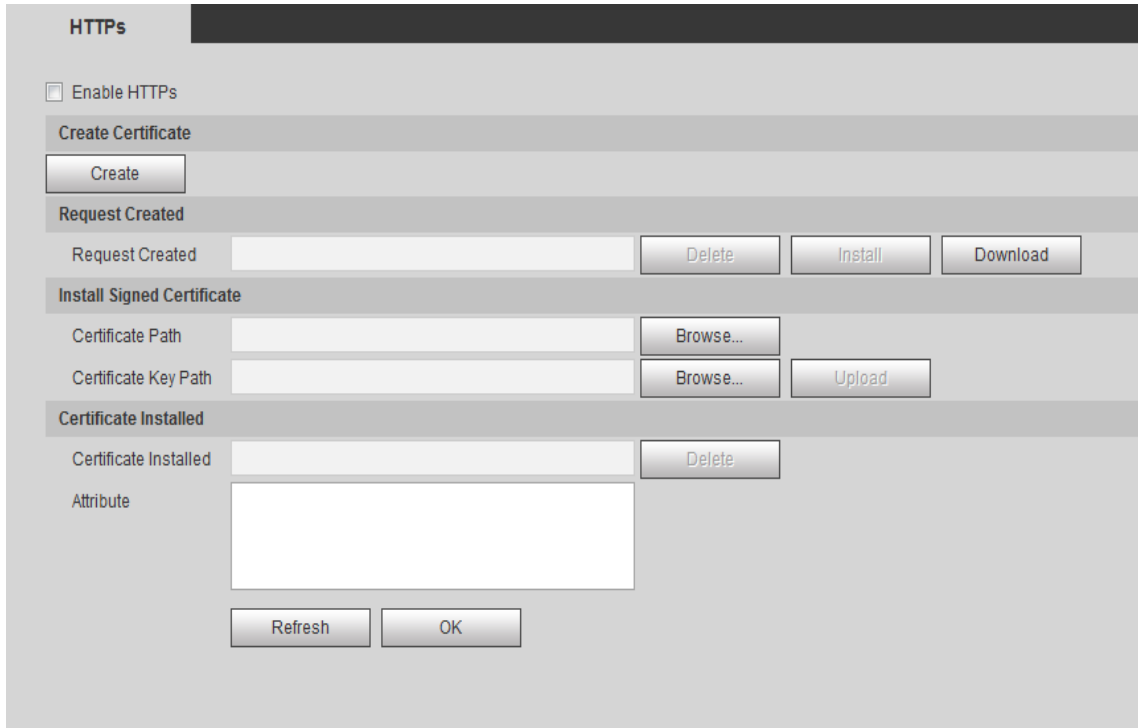 HTTPs
Enable HTTPs
Create Certificate
Create
Request Created
Request Created Delete Install Download
Install Signed Certificate
Certificate Path Browse...
Certificate Key Path Browse... Upload
Certificate Installed
Certificate Installed Delete
Attribute
Refresh OK